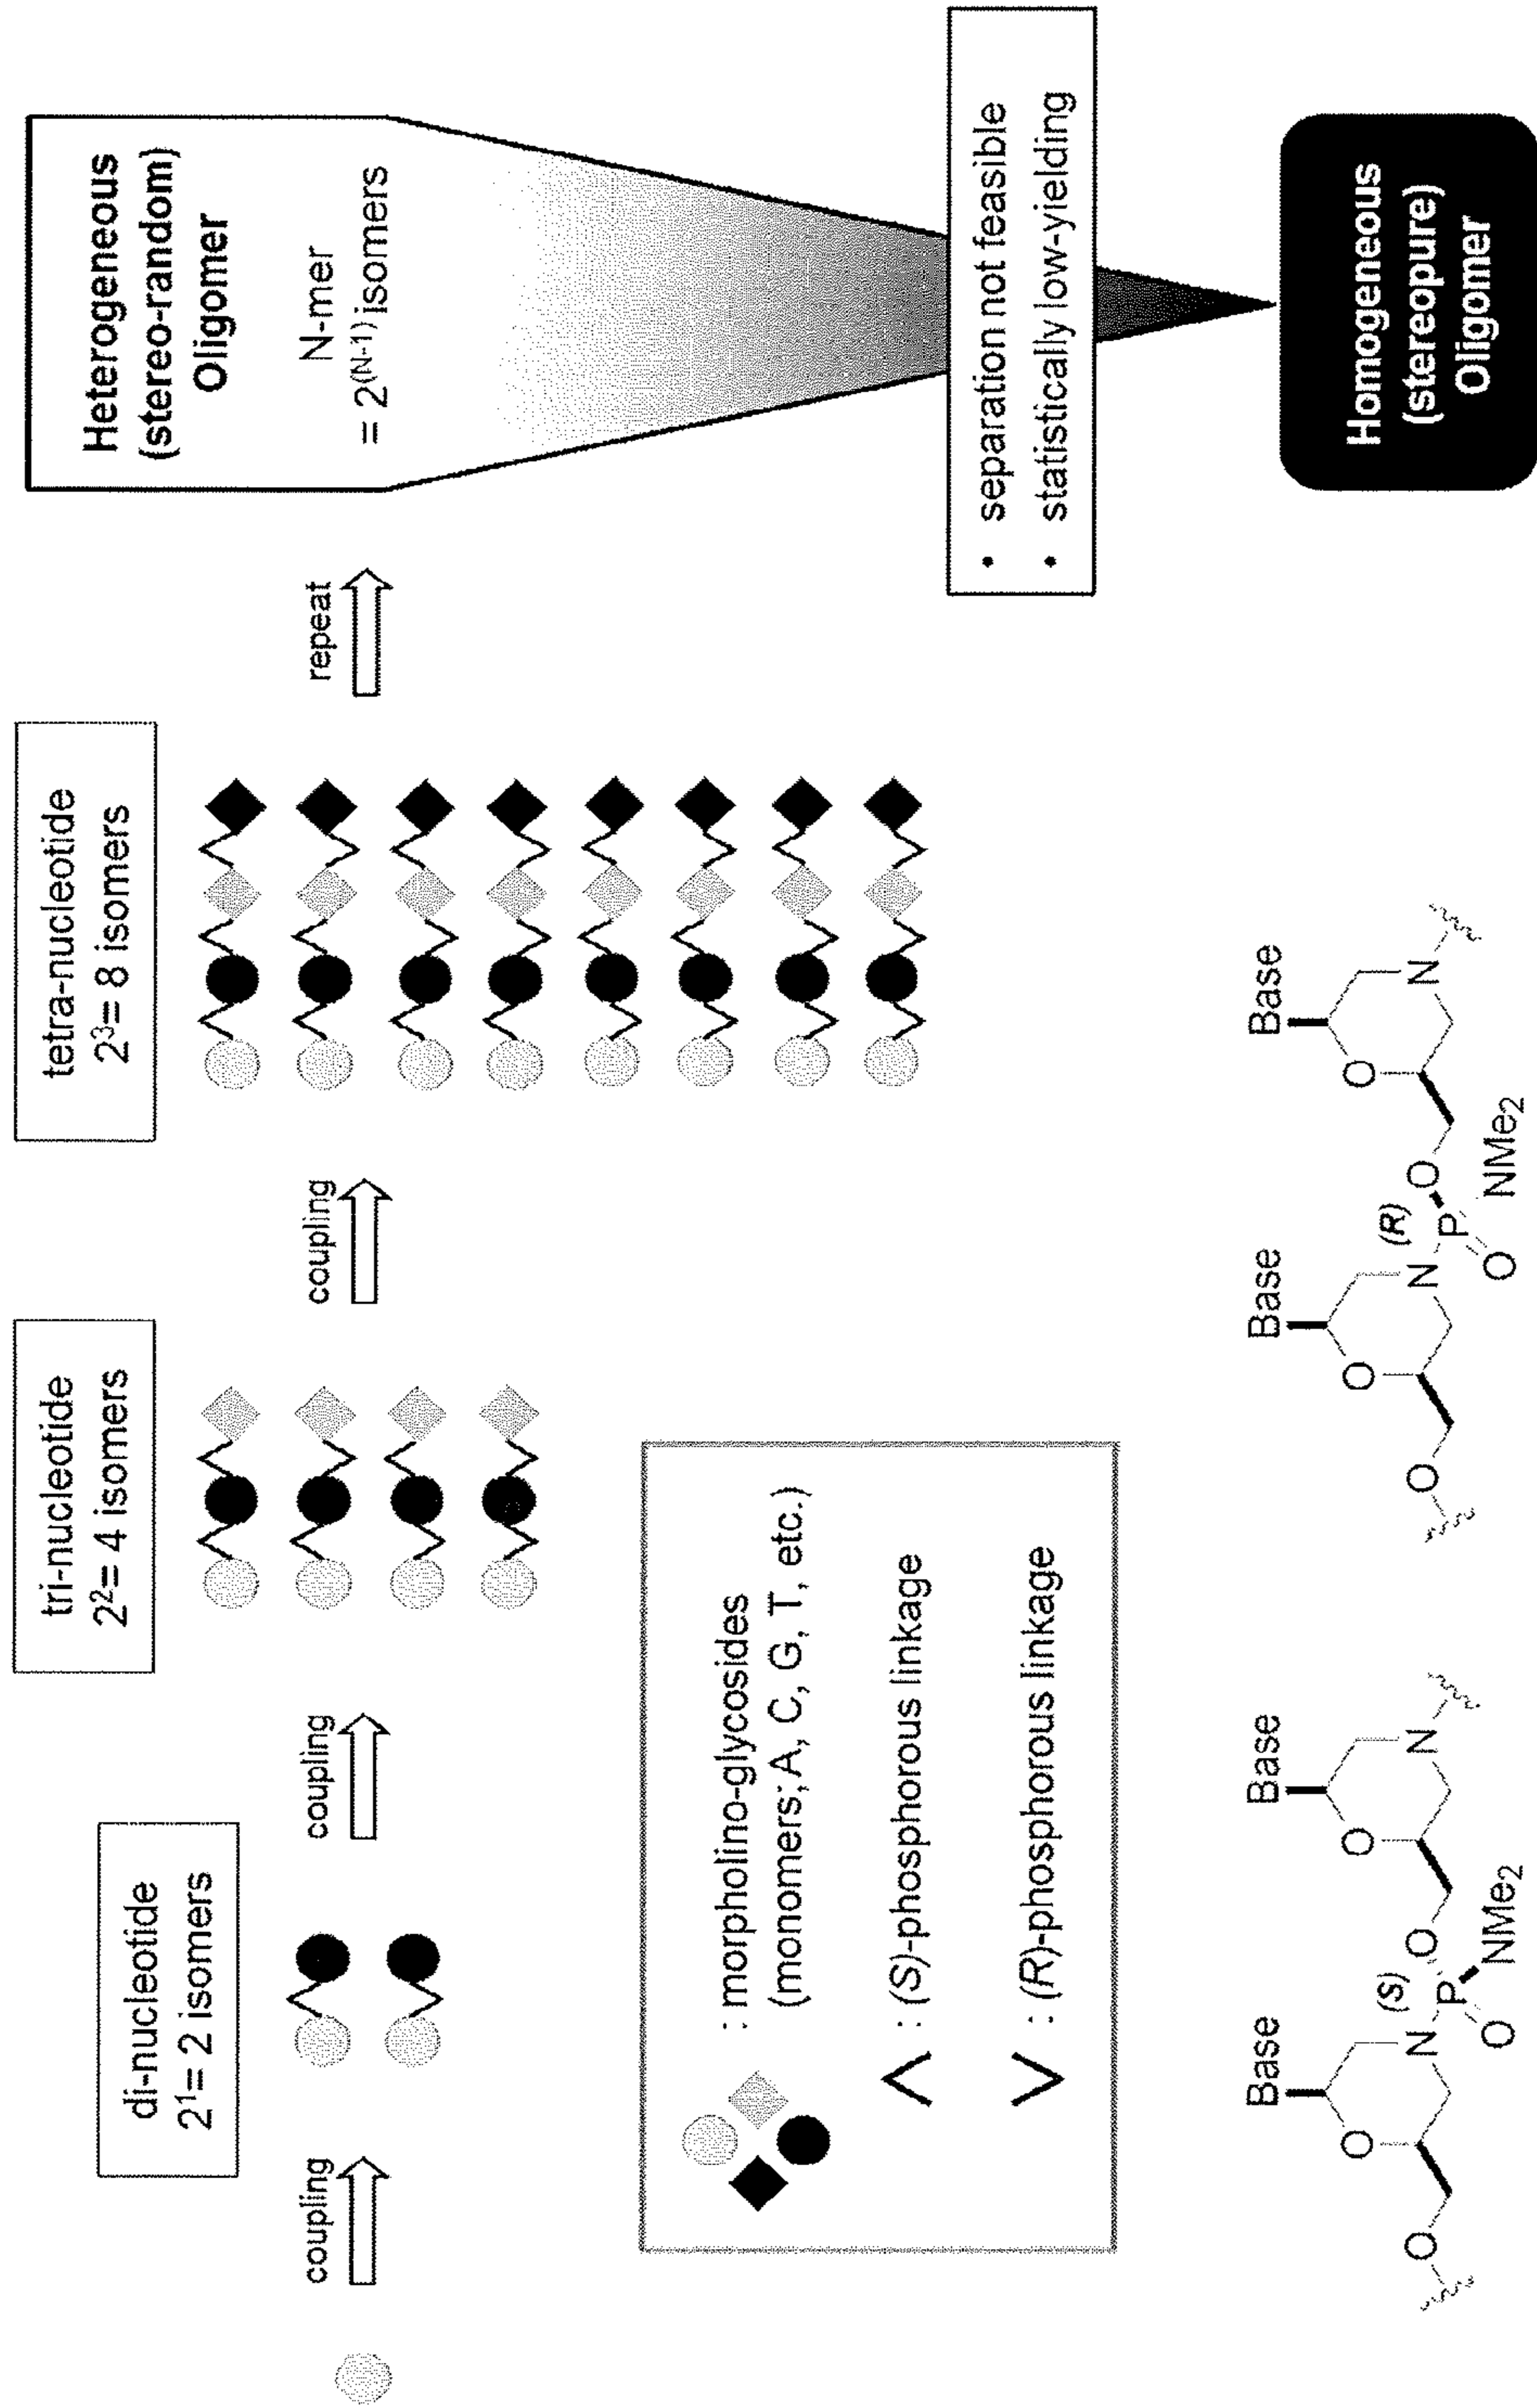 di-nucleotide
2¹= 2 isomers
tri-nucleotide
2²= 4 isomers
tetra-nucleotide
2³= 8 isomers
coupling
coupling
coupling
repeat
Heterogeneous
(stereo-random)
Oligomer
N-mer
= 2⁽ᴺ⁻¹⁾ isomers
: morpholino-glycosides
(monomers; A, C, G, T, etc.)
: (S)-phosphorous linkage
: (R)-phosphorous linkage
• separation not feasible
• statistically low-yielding
Homogeneous
(stereopure)
Oligomer
Base
Base
O
O
N
N
(S)
O
P
O
O
NMe₂
Base
Base
O
O
N
N
(R)
O
P
O
O
NMe₂